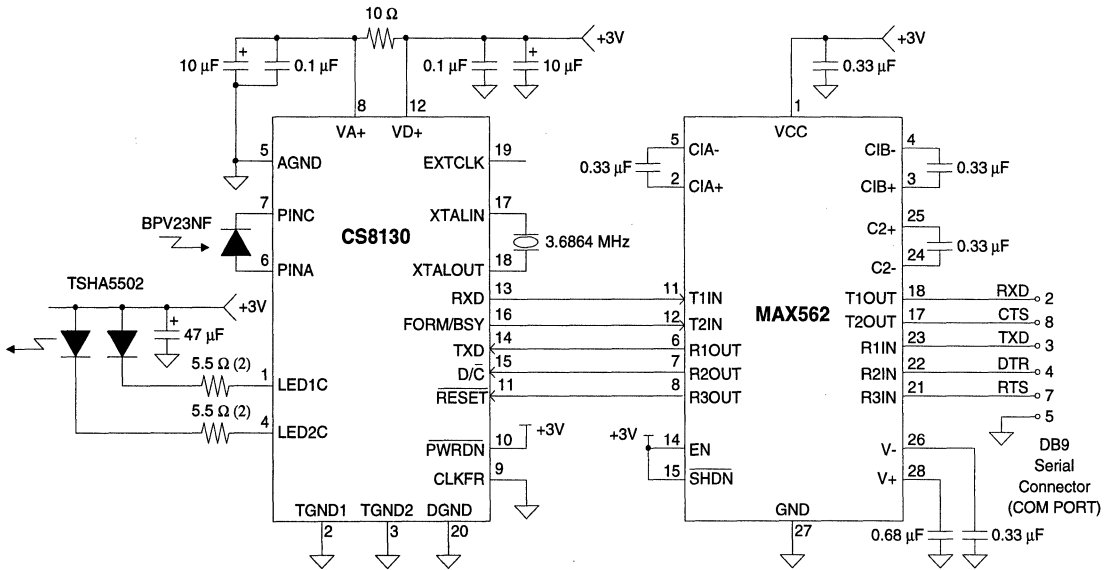 10 Ω
+3V
+3V
10 μF
+
0.1 μF
0.1 μF
+
10 μF
0.33 μF
8
12
1
VA+
VD+
VCC
5
AGND
EXTCLK
19
5
CIA-
CIB-
4
0.33 μF
0.33 μF
2
CIA+
CIB+
3
7
PINC
XTALIN
17
BPV23NF
CS8130
3.6864 MHz
C2+
25
0.33 μF
6
PINA
XTALOUT
18
C2-
24
TSHA5502
+3V
+
47 μF
RXD
13
11
T1IN
T1OUT
18
RXD
2
MAX562
FORM/BSY
16
12
T2IN
T2OUT
17
CTS
8
TXD
14
6
R1OUT
R1IN
23
TXD
3
5.5 Ω (2)
D/C̅
15
7
R2OUT
R2IN
22
DTR
4
1
LED1C
R̅E̅S̅E̅T̅
11
8
R3OUT
R3IN
21
RTS
7
5.5 Ω (2)
4
LED2C
5
+3V
+3V
P̅W̅R̅D̅N̅
10
14
EN
V-
26
DB9
Serial
Connector
(COM PORT)
CLKFR
9
15
S̅H̅D̅N̅
V+
28
TGND1
TGND2
DGND
GND
2
3
20
27
0.68 μF
0.33 μF